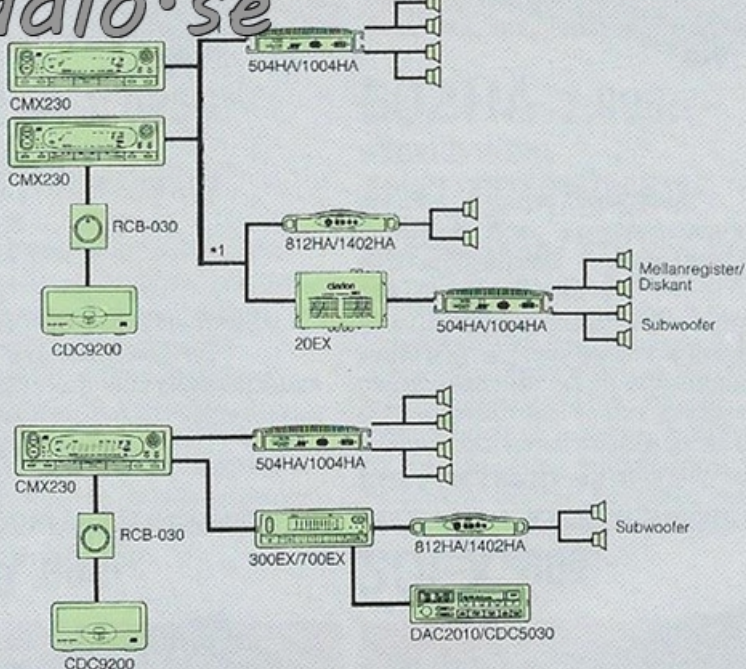 adio.se
504HA/1004HA
CMX230
CMX230
RCB-030
*1
812HA/1402HA
CDC9200
clarion
20EX
504HA/1004HA
Mellanregister/
Diskant
Subwoofer
504HA/1004HA
CMX230
RCB-030
300EX/700EX
812HA/1402HA
Subwoofer
DAC2010/CDC5030
CDC9200